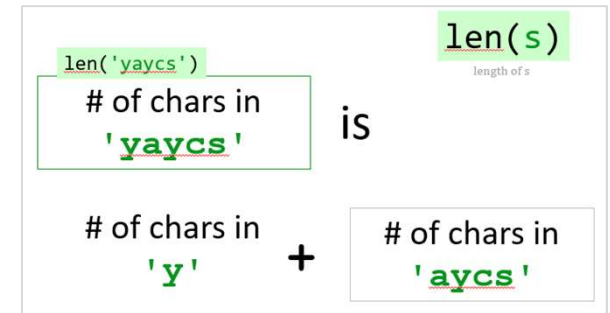 len(s)
length of s
len('yaycs')
# of chars in
'yaycs'
is
# of chars in
'y'
+
# of chars in
'aycs'